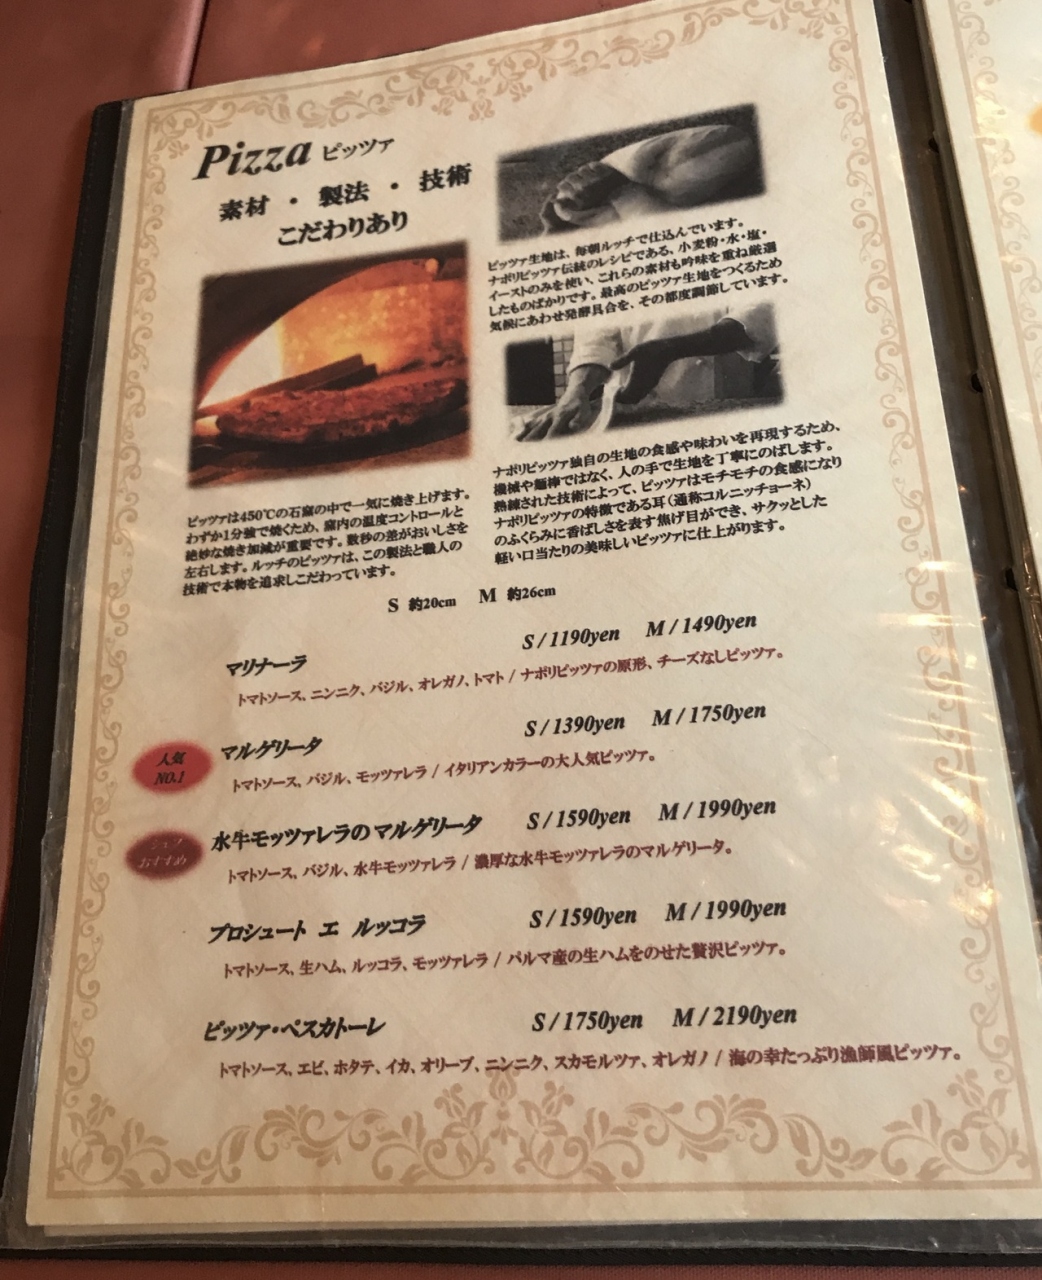 Pizza ピッツァ
素材 ・ 製法 ・ 技術
こだわりあり
ピッツァ生地は、毎朝ルッチで仕込んでいます。
ナポリピッツァ伝統のレシピである、小麦粉・水・塩・
イーストのみを使い、これらの素材も吟味を重ね厳選
したものばかりです。最高のピッツァ生地をつくるため
気候にあわせ発酵具合を、その都度調節しています。
ピッツァは450℃の石窯の中で一気に焼き上げます。
わずか1分強で焼くため、窯内の温度コントロールと
絶妙な焼き加減が重要です。数秒の差がおいしさを
左右します。ルッチのピッツァは、この製法と職人の
技術で本物を追求しこだわっています。
ナポリピッツァ独自の生地の食感や味わいを再現するため、
機械や麺棒ではなく、人の手で生地を丁寧にのばします。
熟練された技術によって、ピッツァはモチモチの食感になり
ナポリピッツァの特徴である耳（通称コルニッチョーネ）
のふくらみに香ばしさを表す焦げ目ができ、サクッとした
軽い口当たりの美味しいピッツァに仕上がります。
S 約20cm M 約26cm
マリナーラ S / 1190yen M / 1490yen
トマトソース、ニンニク、バジル、オレガノ、トマト / ナポリピッツァの原形、チーズなしピッツァ。
人気
NO.1
マルゲリータ S / 1390yen M / 1750yen
トマトソース、バジル、モッツァレラ / イタリアンカラーの大人気ピッツァ。
シェフ
おすすめ
水牛モッツァレラのマルゲリータ S / 1590yen M / 1990yen
トマトソース、バジル、水牛モッツァレラ / 濃厚な水牛モッツァレラのマルゲリータ。
プロシュート エ ルッコラ S / 1590yen M / 1990yen
トマトソース、生ハム、ルッコラ、モッツァレラ / パルマ産の生ハムをのせた贅沢ピッツァ。
ピッツァ・ペスカトーレ S / 1750yen M / 2190yen
トマトソース、エビ、ホタテ、イカ、オリーブ、ニンニク、スカモルツァ、オレガノ / 海の幸たっぷり漁師風ピッツァ。